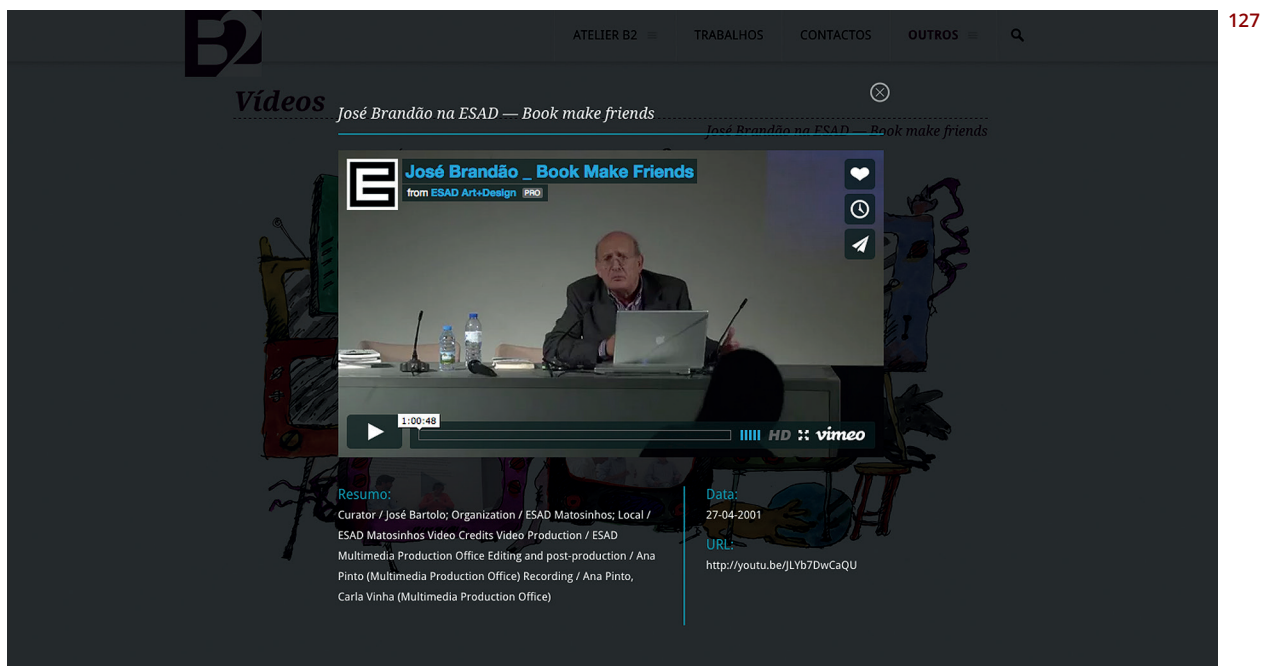 127
B2
ATELIER B2
TRABALHOS
CONTACTOS
OUTROS
Vídeos
José Brandão na ESAD — Book make friends
José Brandão na ESAD — Book make friends
E
José Brandão _ Book Make Friends
from ESAD Art+Design PRO
1:00:48
HD
vimeo
Resumo:
Curator / José Bartolo; Organization / ESAD Matosinhos; Local /
ESAD Matosinhos Video Credits Video Production / ESAD
Multimedia Production Office Editing and post-production / Ana
Pinto (Multimedia Production Office) Recording / Ana Pinto,
Carla Vinha (Multimedia Production Office)
Data:
27-04-2001
URL:
http://youtu.be/JLYb7DwCaQU